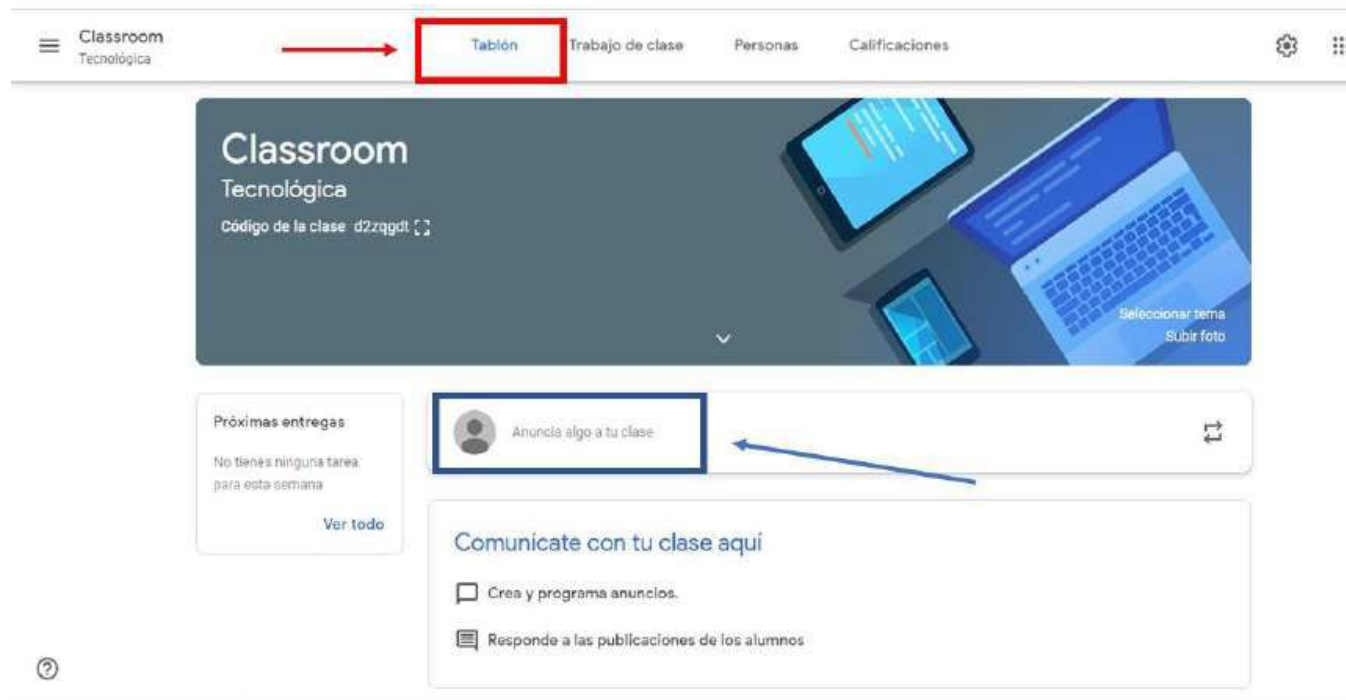 Classroom
Tecnológica
Tablón
Trabajo de clase
Personas
Calificaciones
Classroom
Tecnológica
Código de la clase d2zqgdt
Seleccionar tema
Subir foto
Próximas entregas
No tienes ninguna tarea
para esta semana
Ver todo
Anuncia algo a tu clase
Comunícate con tu clase aquí
Crea y programa anuncios.
Responde a las publicaciones de los alumnos